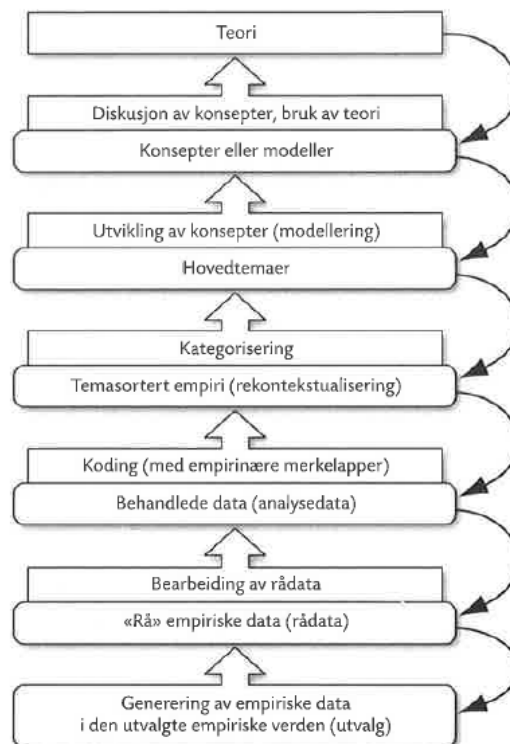 Teori
Diskusjon av konsepter, bruk av teori
Konsepter eller modeller
Utvikling av konsepter (modellering)
Hovedtemaer
Kategorisering
Temasortert empiri (rekontekstualisering)
Koding (med empirinære merkelapper)
Behandlede data (analysedata)
Bearbeiding av rådata
«Rå» empiriske data (rådata)
Generering av empiriske data
i den utvalgte empiriske verden (utvalg)